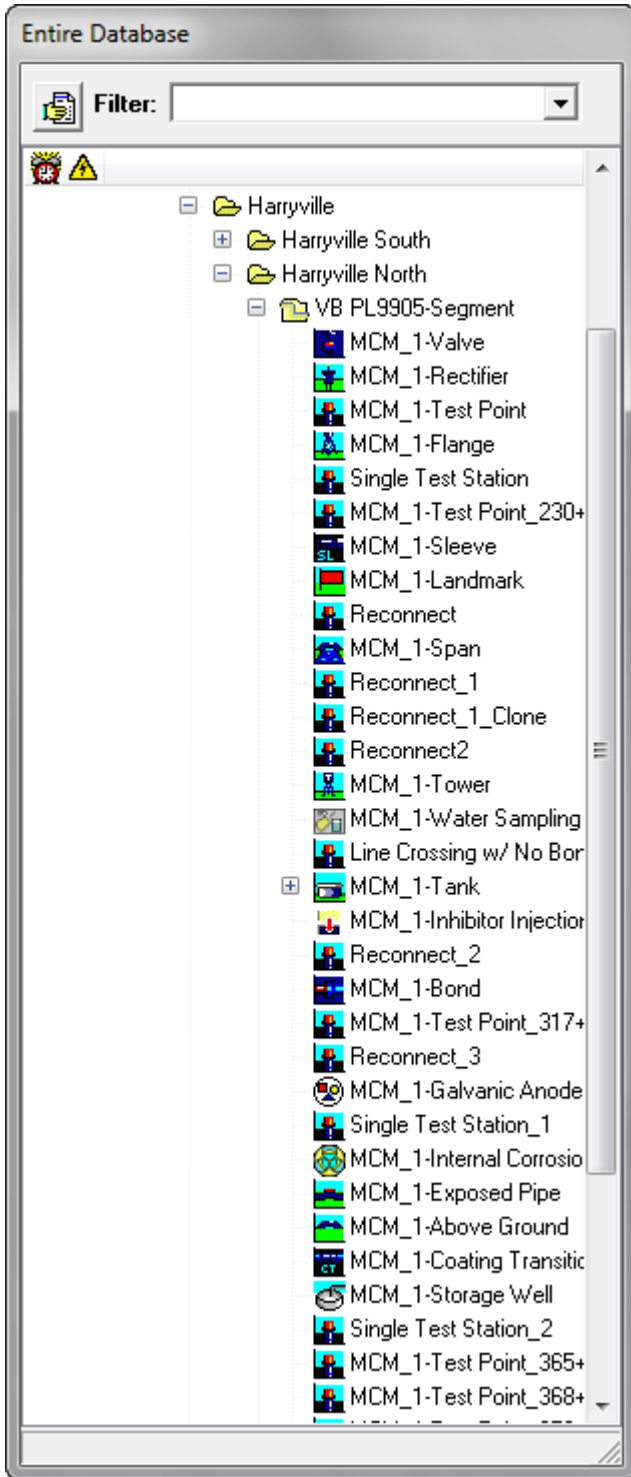 Entire Database
Filter:
Harryville
Harryville South
Harryville North
VB PL9905-Segment
MCM_1-Valve
MCM_1-Rectifier
MCM_1-Test Point
MCM_1-Flange
Single Test Station
MCM_1-Test Point_230+
MCM_1-Sleeve
MCM_1-Landmark
Reconnect
MCM_1-Span
Reconnect_1
Reconnect_1_Clone
Reconnect2
MCM_1-Tower
MCM_1-Water Sampling
Line Crossing w/ No Bor
MCM_1-Tank
MCM_1-Inhibitor Injection
Reconnect_2
MCM_1-Bond
MCM_1-Test Point_317+
Reconnect_3
MCM_1-Galvanic Anode
Single Test Station_1
MCM_1-Internal Corrosio
MCM_1-Exposed Pipe
MCM_1-Above Ground
MCM_1-Coating Transitic
MCM_1-Storage Well
Single Test Station_2
MCM_1-Test Point_365+
MCM_1-Test Point_368+